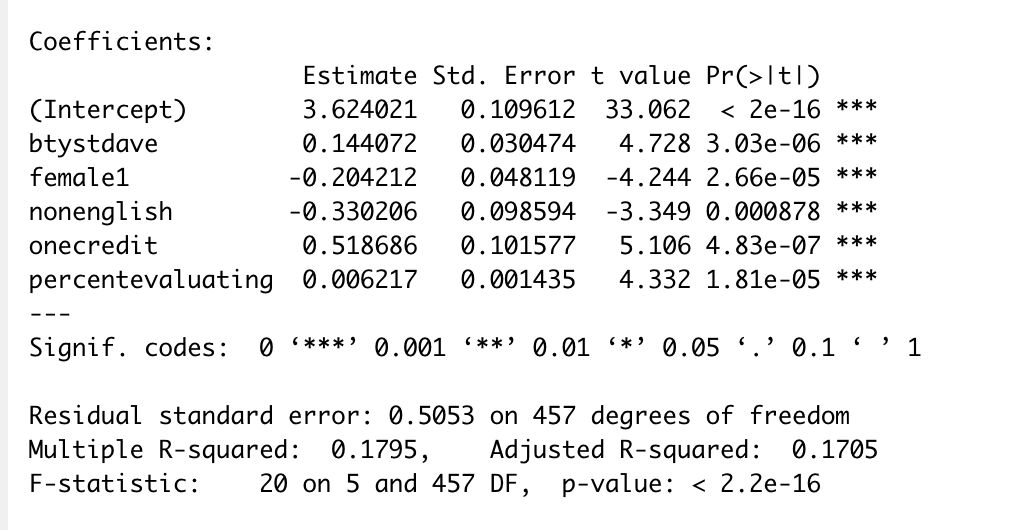 Coefficients:
                    Estimate Std. Error t value Pr(>|t|)
(Intercept)         3.624021   0.109612  33.062  < 2e-16 ***
btystdave           0.144072   0.030474   4.728 3.03e-06 ***
female1            -0.204212   0.048119  -4.244 2.66e-05 ***
nonenglish         -0.330206   0.098594  -3.349 0.000878 ***
onecredit           0.518686   0.101577   5.106 4.83e-07 ***
percentevaluating  0.006217   0.001435   4.332 1.81e-05 ***
---
Signif. codes:  0 ‘***’ 0.001 ‘**’ 0.01 ‘*’ 0.05 ‘.’ 0.1 ‘ ’ 1
Residual standard error: 0.5053 on 457 degrees of freedom
Multiple R-squared:  0.1795,    Adjusted R-squared:  0.1705
F-statistic:    20 on 5 and 457 DF,  p-value: < 2.2e-16